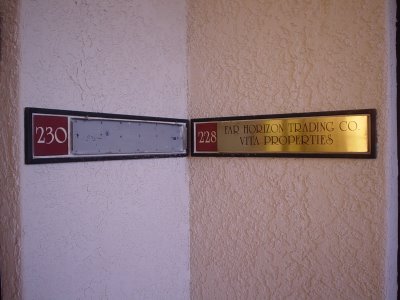 230
228
FAR HORIZON TRADING CO.
VITA PROPERTIES